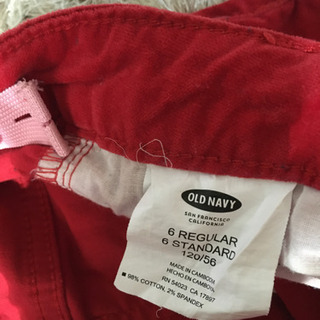 OLD NAVY
SAN FRANCISCO
CALIFORNIA
6 REGULAR
6 STANDARD
120/56
MADE IN CAMBODIA
HECHO EN CAMBOYA
RN 54023 CA 17897
98% COTTON, 2% SPANDEX